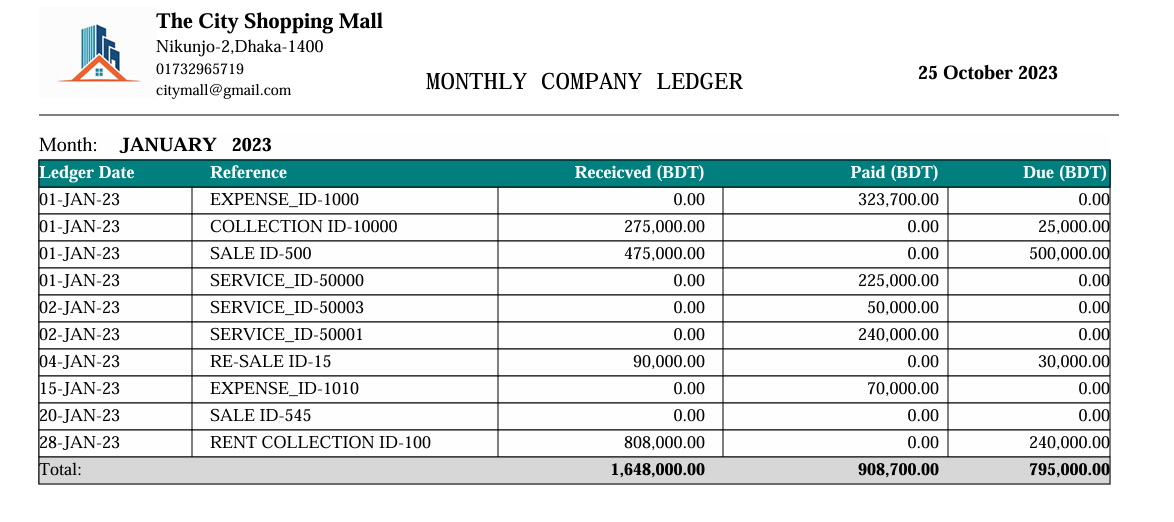 The City Shopping Mall
Nikunjo-2,Dhaka-1400
01732965719
citymall@gmail.com
MONTHLY COMPANY LEDGER
25 October 2023
Month: JANUARY 2023
Ledger Date Reference Receicved (BDT) Paid (BDT) Due (BDT)
01-JAN-23 EXPENSE_ID-1000 0.00 323,700.00 0.00
01-JAN-23 COLLECTION ID-10000 275,000.00 0.00 25,000.00
01-JAN-23 SALE ID-500 475,000.00 0.00 500,000.00
01-JAN-23 SERVICE_ID-50000 0.00 225,000.00 0.00
02-JAN-23 SERVICE_ID-50003 0.00 50,000.00 0.00
02-JAN-23 SERVICE_ID-50001 0.00 240,000.00 0.00
04-JAN-23 RE-SALE ID-15 90,000.00 0.00 30,000.00
15-JAN-23 EXPENSE_ID-1010 0.00 70,000.00 0.00
20-JAN-23 SALE ID-545 0.00 0.00 0.00
28-JAN-23 RENT COLLECTION ID-100 808,000.00 0.00 240,000.00
Total: 1,648,000.00 908,700.00 795,000.00